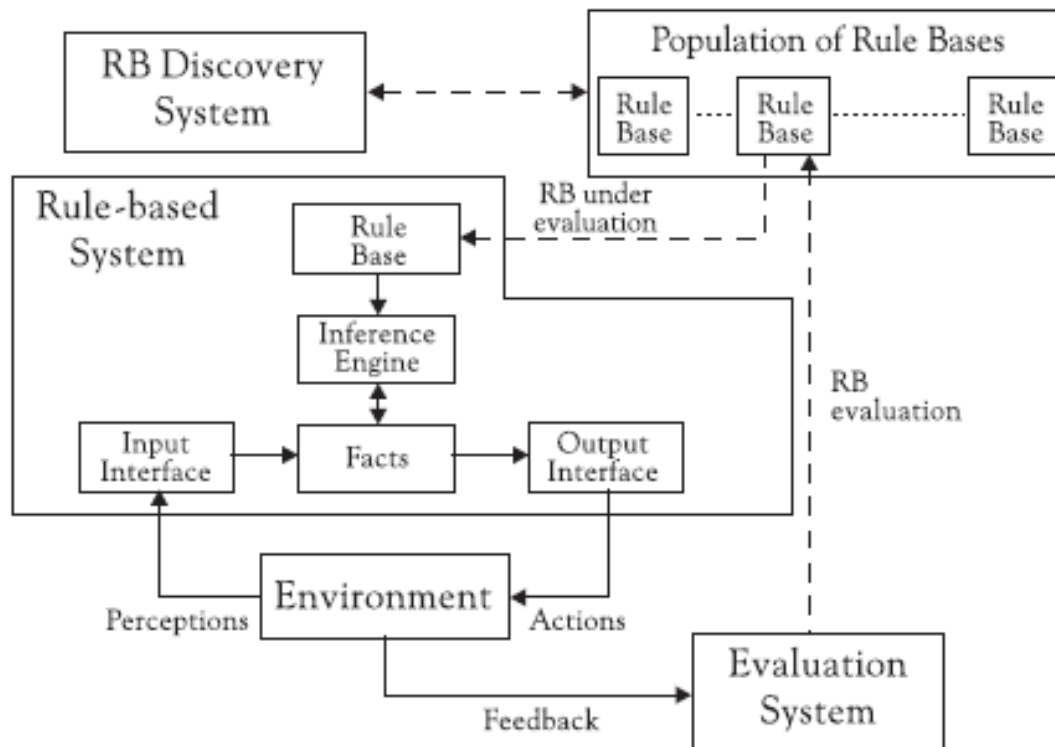 RB Discovery
System
Population of Rule Bases
Rule
Base
Rule
Base
Rule
Base
RB under
evaluation
Rule-based
System
Rule
Base
Inference
Engine
RB
evaluation
Input
Interface
Facts
Output
Interface
Environment
Perceptions
Actions
Evaluation
System
Feedback